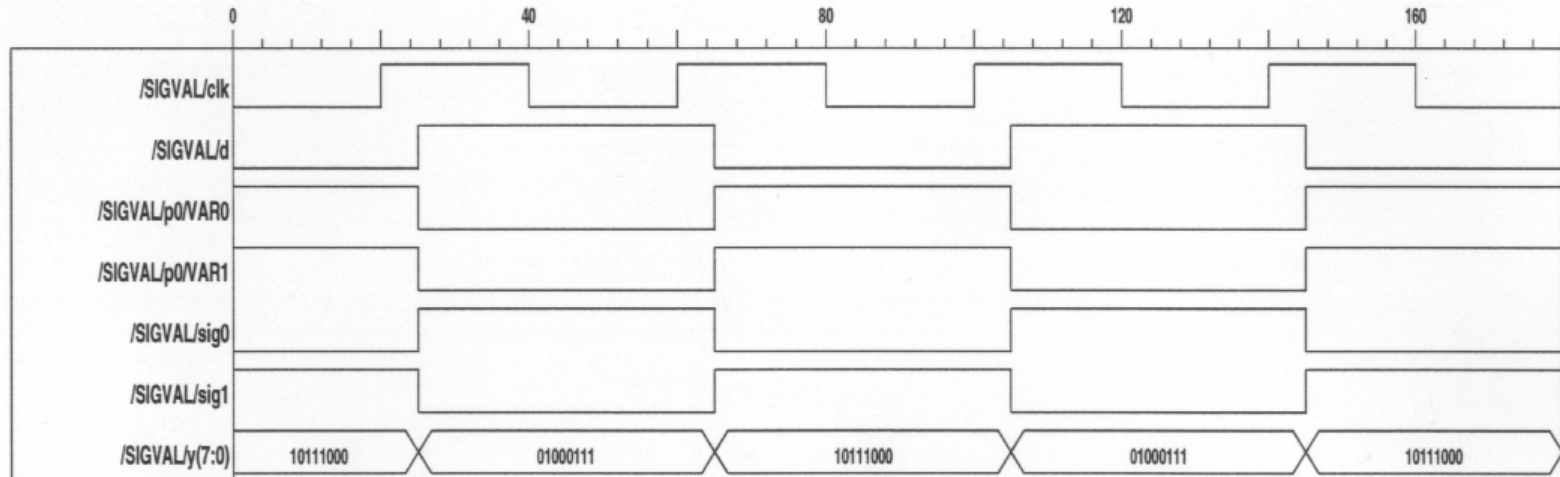 0 40 80 120 160
/SIGVAL/clk
/SIGVAL/d
/SIGVAL/p0/VAR0
/SIGVAL/p0/VAR1
/SIGVAL/sig0
/SIGVAL/sig1
/SIGVAL/y(7:0) 10111000 01000111 10111000 01000111 10111000